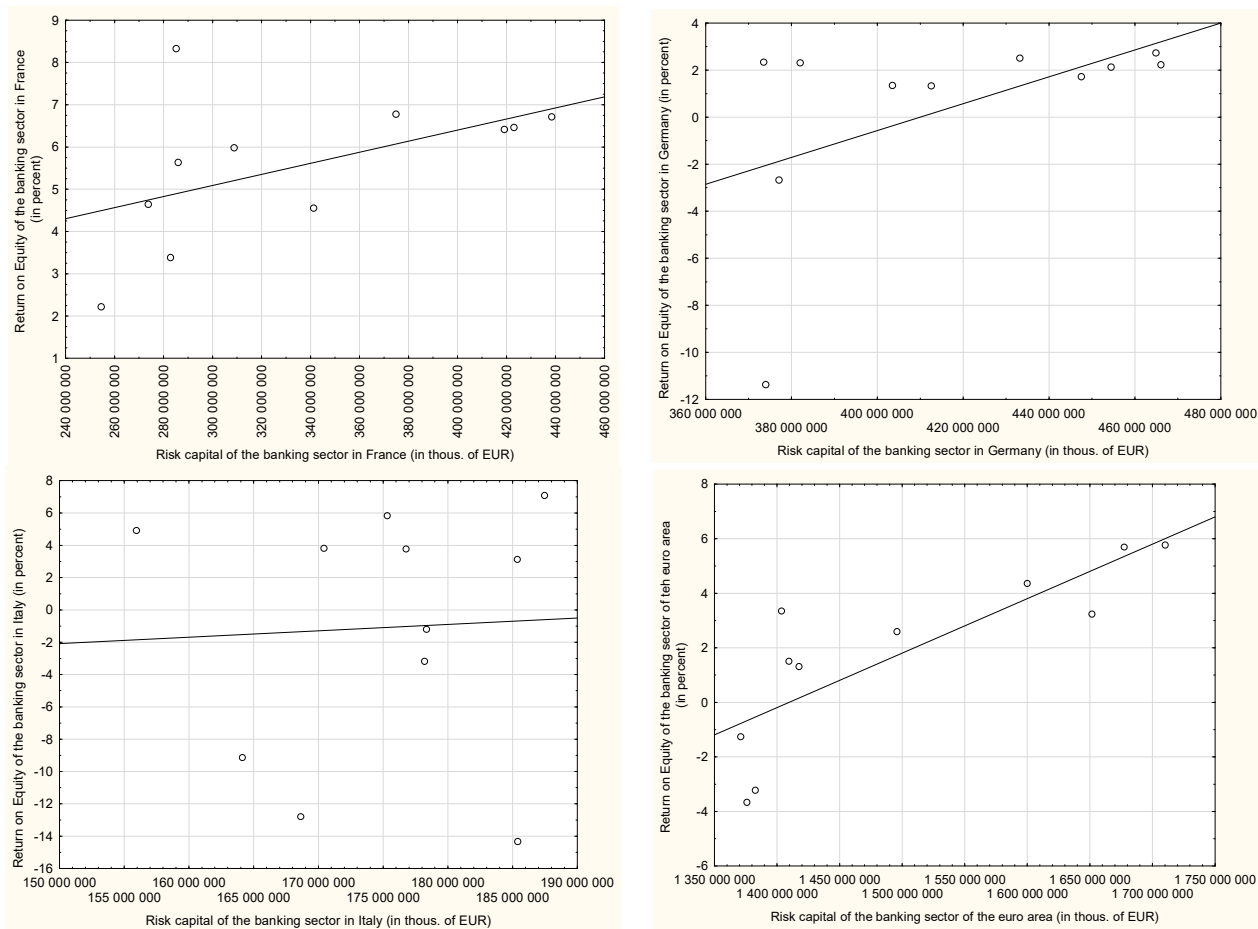 9
8
7
6
5
4
3
2
1
240 000 000
260 000 000
280 000 000
300 000 000
320 000 000
340 000 000
360 000 000
380 000 000
400 000 000
420 000 000
440 000 000
460 000 000
Return on Equity of the banking sector in France
(in percent)
Risk capital of the banking sector in France (in thous. of EUR)
4
2
0
-2
-4
-6
-8
-10
-12
360 000 000
400 000 000
440 0000 000
480 000 000
380 000 000
420 000 000
460 000 000
Return on Equity of the banking sector in Germany (in percent)
Risk capital of the banking sector in Germany (in thous. of EUR)
8
6
4
2
0
-2
-4
-6
-8
-10
-12
-14
-16
150 000 000
160 000 000
170 000 000
180 000 000
190 000 000
155 000 000
165 000 000
175 000 000
185 000 000
Return on Equity of the banking sector in Italy (in percent)
Risk capital of the banking sector in Italy (in thous. of EUR)
8
6
4
2
0
-2
-4
-6
1 350 000 000
1 450 000 000
1 550 000 000
1 650 000 000
1 750 000 000
1 400 000 000
1 500 000 000
1 600 000 000
1 700 000 000
Return on Equity of the banking sector of teh euro area
(in percent)
Risk capital of the banking sector of the euro area (in thous. of EUR)